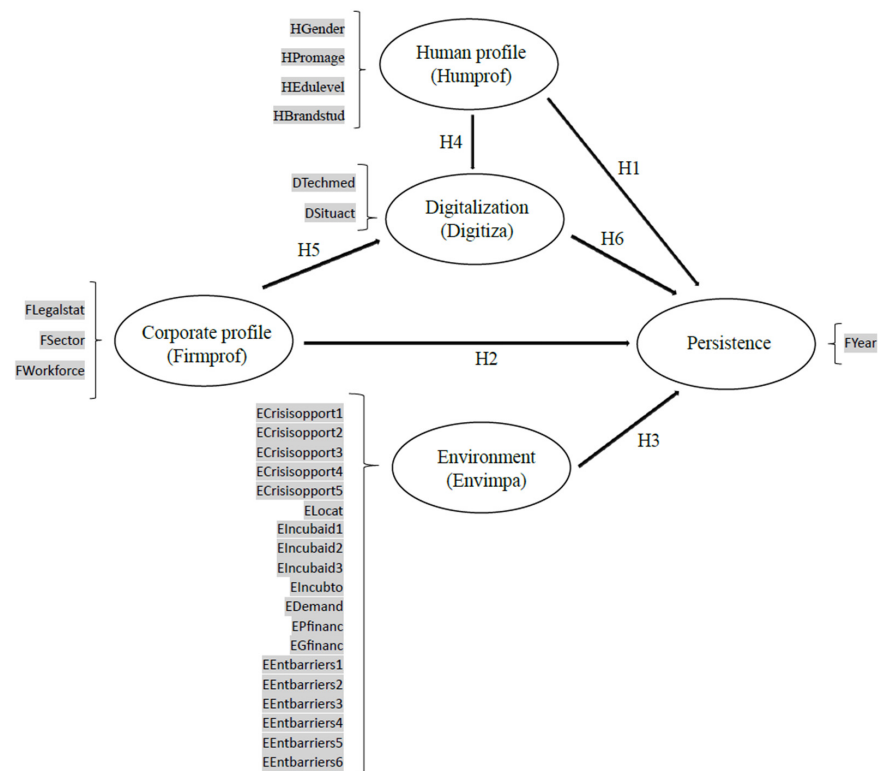 HGender
HPromage
HEdulevel
HBrandstud
Human profile
(Humprof)
H4
H1
DTechmed
DSituact
Digitalization
(Digitiza)
H5
H6
FLegalstat
FSector
FWorkforce
Corporate profile
(Firmprof)
H2
Persistence
FYear
ECrisisopport1
ECrisisopport2
ECrisisopport3
ECrisisopport4
ECrisisopport5
ELocat
EIncubaid1
EIncubaid2
EIncubaid3
EIncubto
EDemand
EPfinanc
EGfinanc
EEntbarriers1
EEntbarriers2
EEntbarriers3
EEntbarriers4
EEntbarriers5
EEntbarriers6
Environment
(Envimpa)
H3